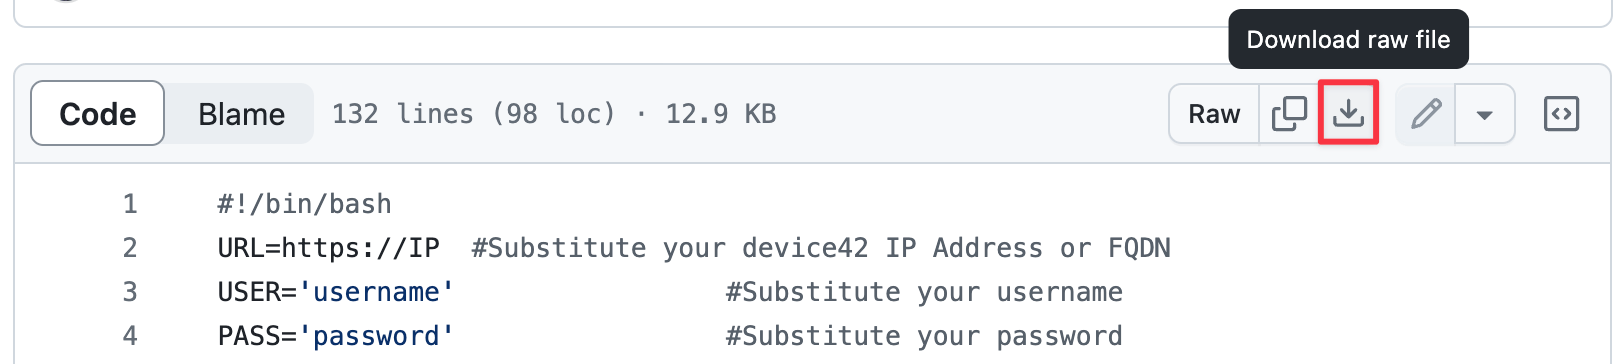 Download raw file
Code Blame 132 lines (98 loc) · 12.9 KB Raw
1 #!/bin/bash
2 URL=https://IP #Substitute your device42 IP Address or FQDN
3 USER='username' #Substitute your username
4 PASS='password' #Substitute your password